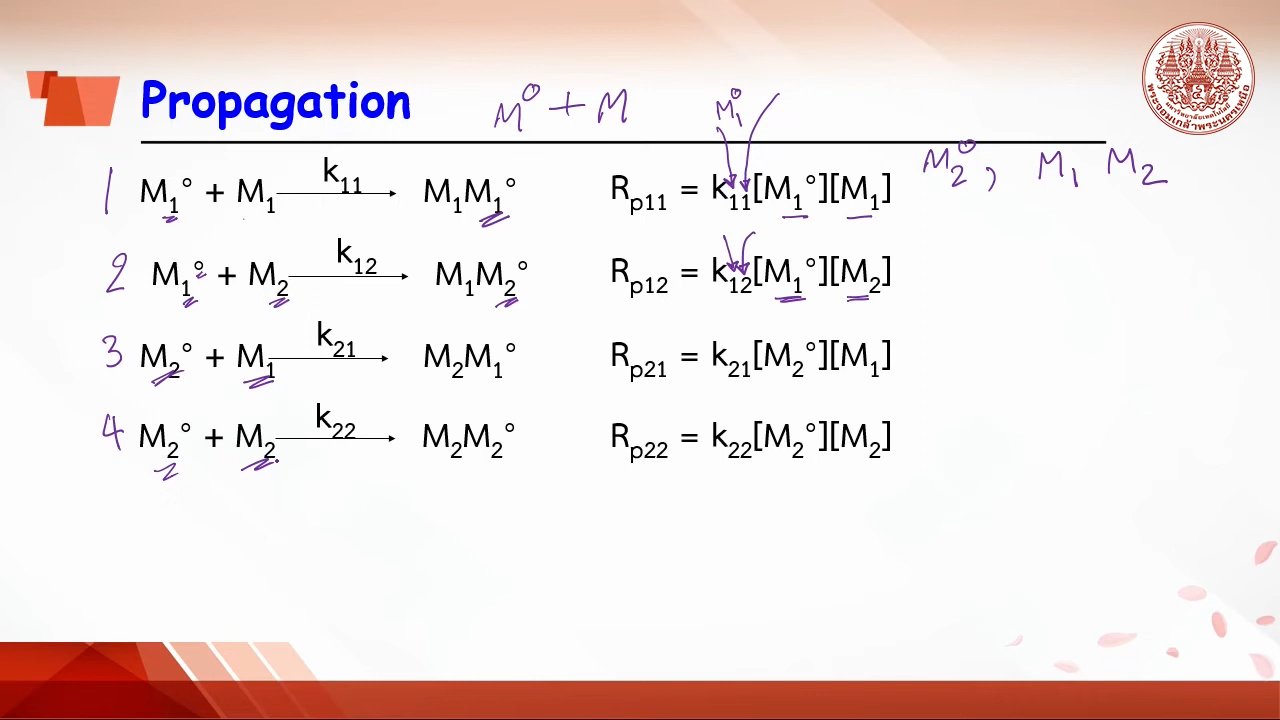 Propagation M° + M M₁°
M₂°, M₁ M₂
1 M₁° + M₁ k₁₁ M₁M₁° Rp₁₁ = k₁₁[M₁°][M₁]
2 M₁° + M₂ k₁₂ M₁M₂° Rp₁₂ = k₁₂[M₁°][M₂]
3 M₂° + M₁ k₂₁ M₂M₁° Rp₂₁ = k₂₁[M₂°][M₁]
4 M₂° + M₂ k₂₂ M₂M₂° Rp₂₂ = k₂₂[M₂°][M₂]